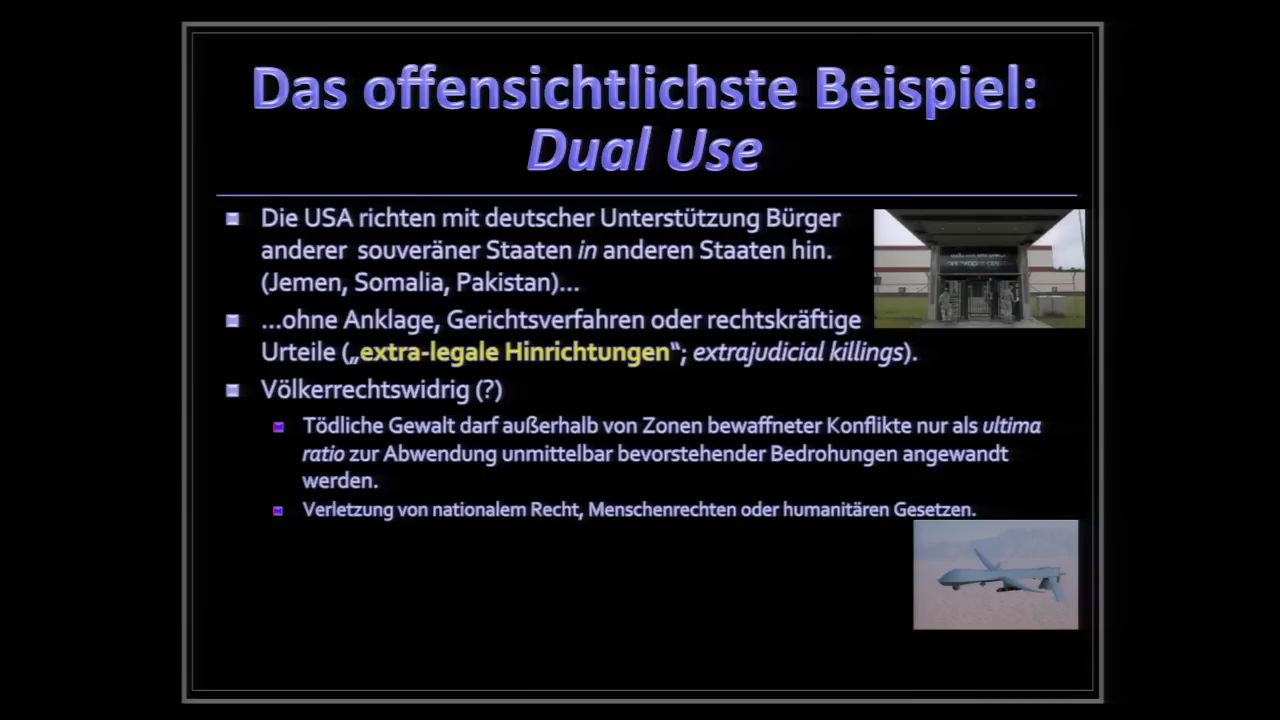 Das offensichtlichste Beispiel:
Dual Use
Die USA richten mit deutscher Unterstützung Bürger
anderer souveräner Staaten in anderen Staaten hin.
(Jemen, Somalia, Pakistan)...
...ohne Anklage, Gerichtsverfahren oder rechtskräftige
Urteile („extra-legale Hinrichtungen“; extrajudicial killings).
Völkerrechtswidrig (?)
Tödliche Gewalt darf außerhalb von Zonen bewaffneter Konflikte nur als ultima
ratio zur Abwendung unmittelbar bevorstehender Bedrohungen angewandt
werden.
Verletzung von nationalem Recht, Menschenrechten oder humanitären Gesetzen.